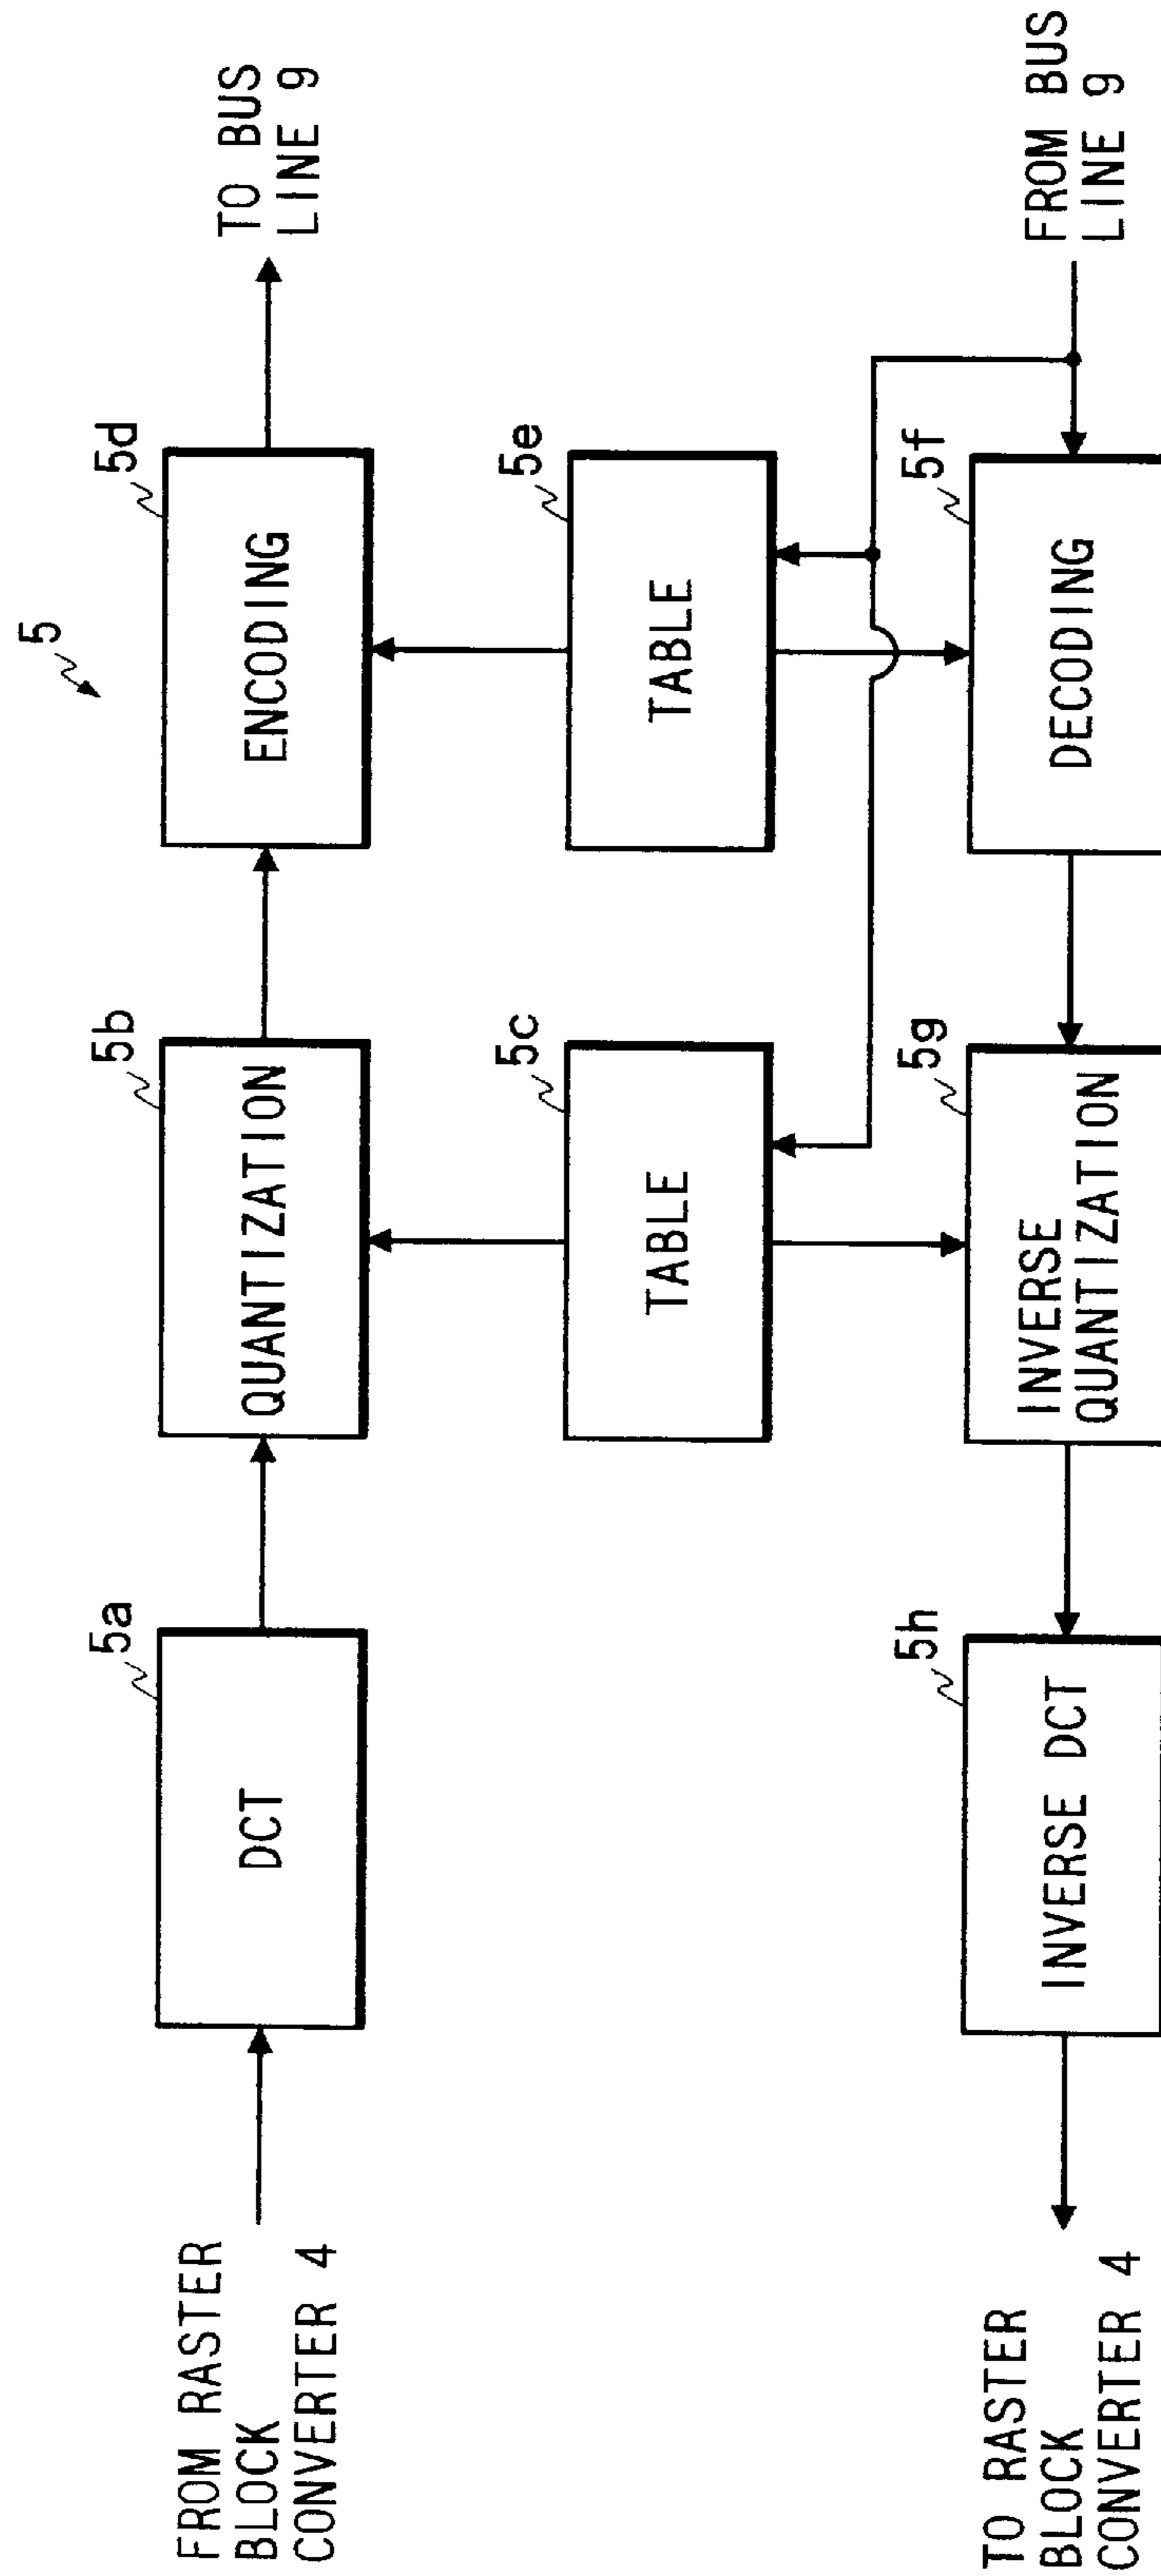 5
FROM RASTER
BLOCK
CONVERTER 4
5a
DCT
5b
QUANTIZATION
5d
ENCODING
TO BUS
LINE 9
5c
TABLE
5e
TABLE
TO RASTER
BLOCK
CONVERTER 4
5h
INVERSE DCT
5g
INVERSE
QUANTIZATION
5f
DECODING
FROM BUS
LINE 9